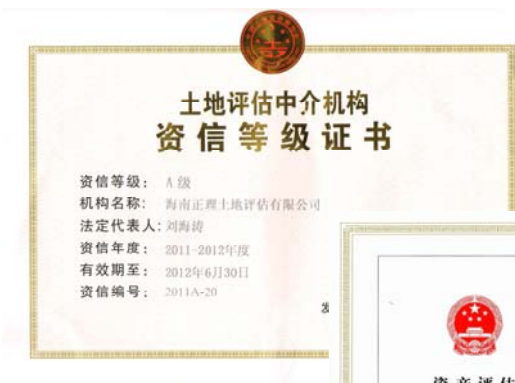 土地评估中介机构
资信等级证书
资信等级： A级
机构名称： 海南正理土地评估有限公司
法定代表人：刘海涛
资信年度： 2011-2012年度
有效期至： 2012年6月30日
资信编号： 2011A-20
发
资产评估